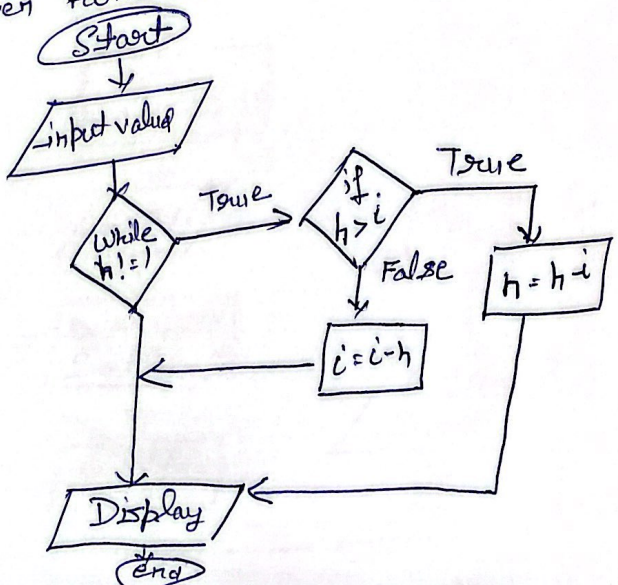 Start
input value
while
n! = i
True
if
n > i
True
False
n = n - i
i = i - n
Display
end